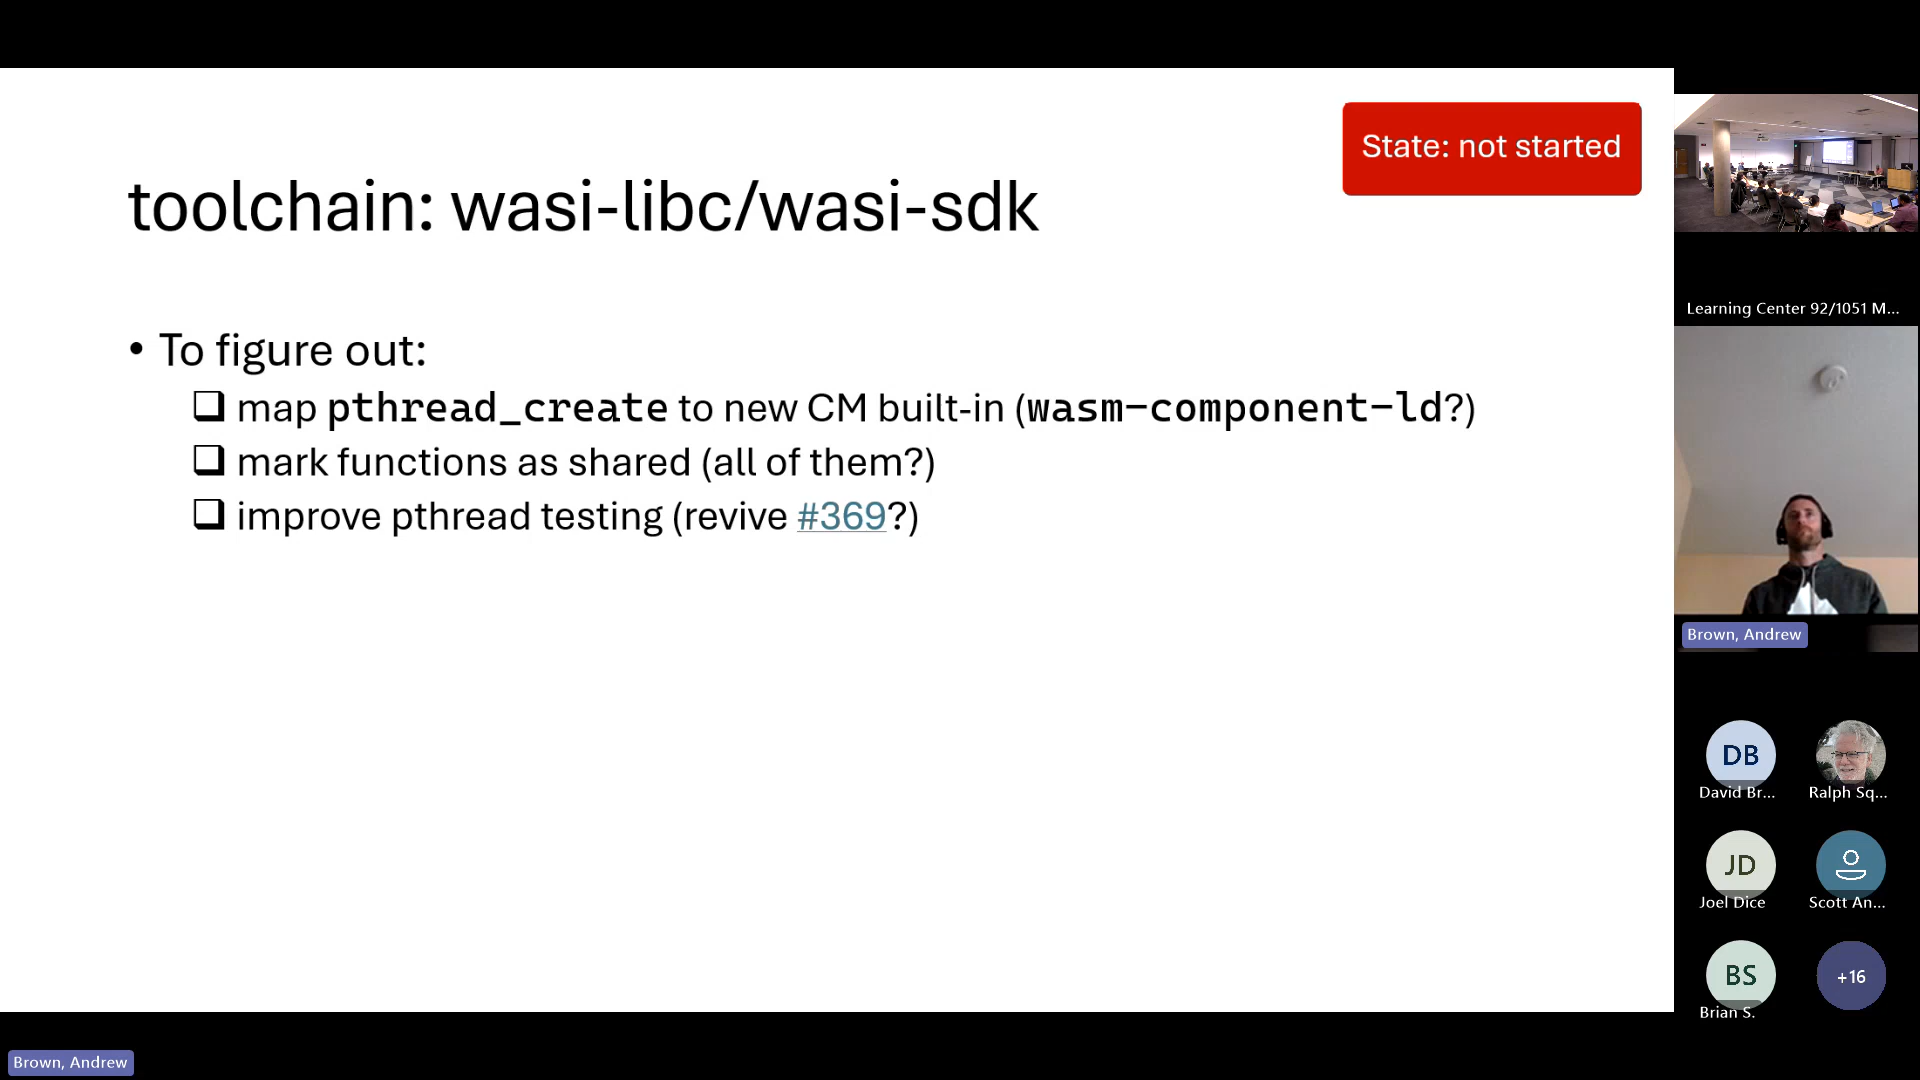 State: not started
toolchain: wasi-libc/wasi-sdk
• To figure out:
❑ map pthread_create to new CM built-in (wasm-component-ld?)
❑ mark functions as shared (all of them?)
❑ improve pthread testing (revive #369?)
Learning Center 92/1051 M...
Brown, Andrew
DB
David Br...
Ralph Sq...
JD
Joel Dice
Scott An...
BS
Brian S.
+16
Brown, Andrew